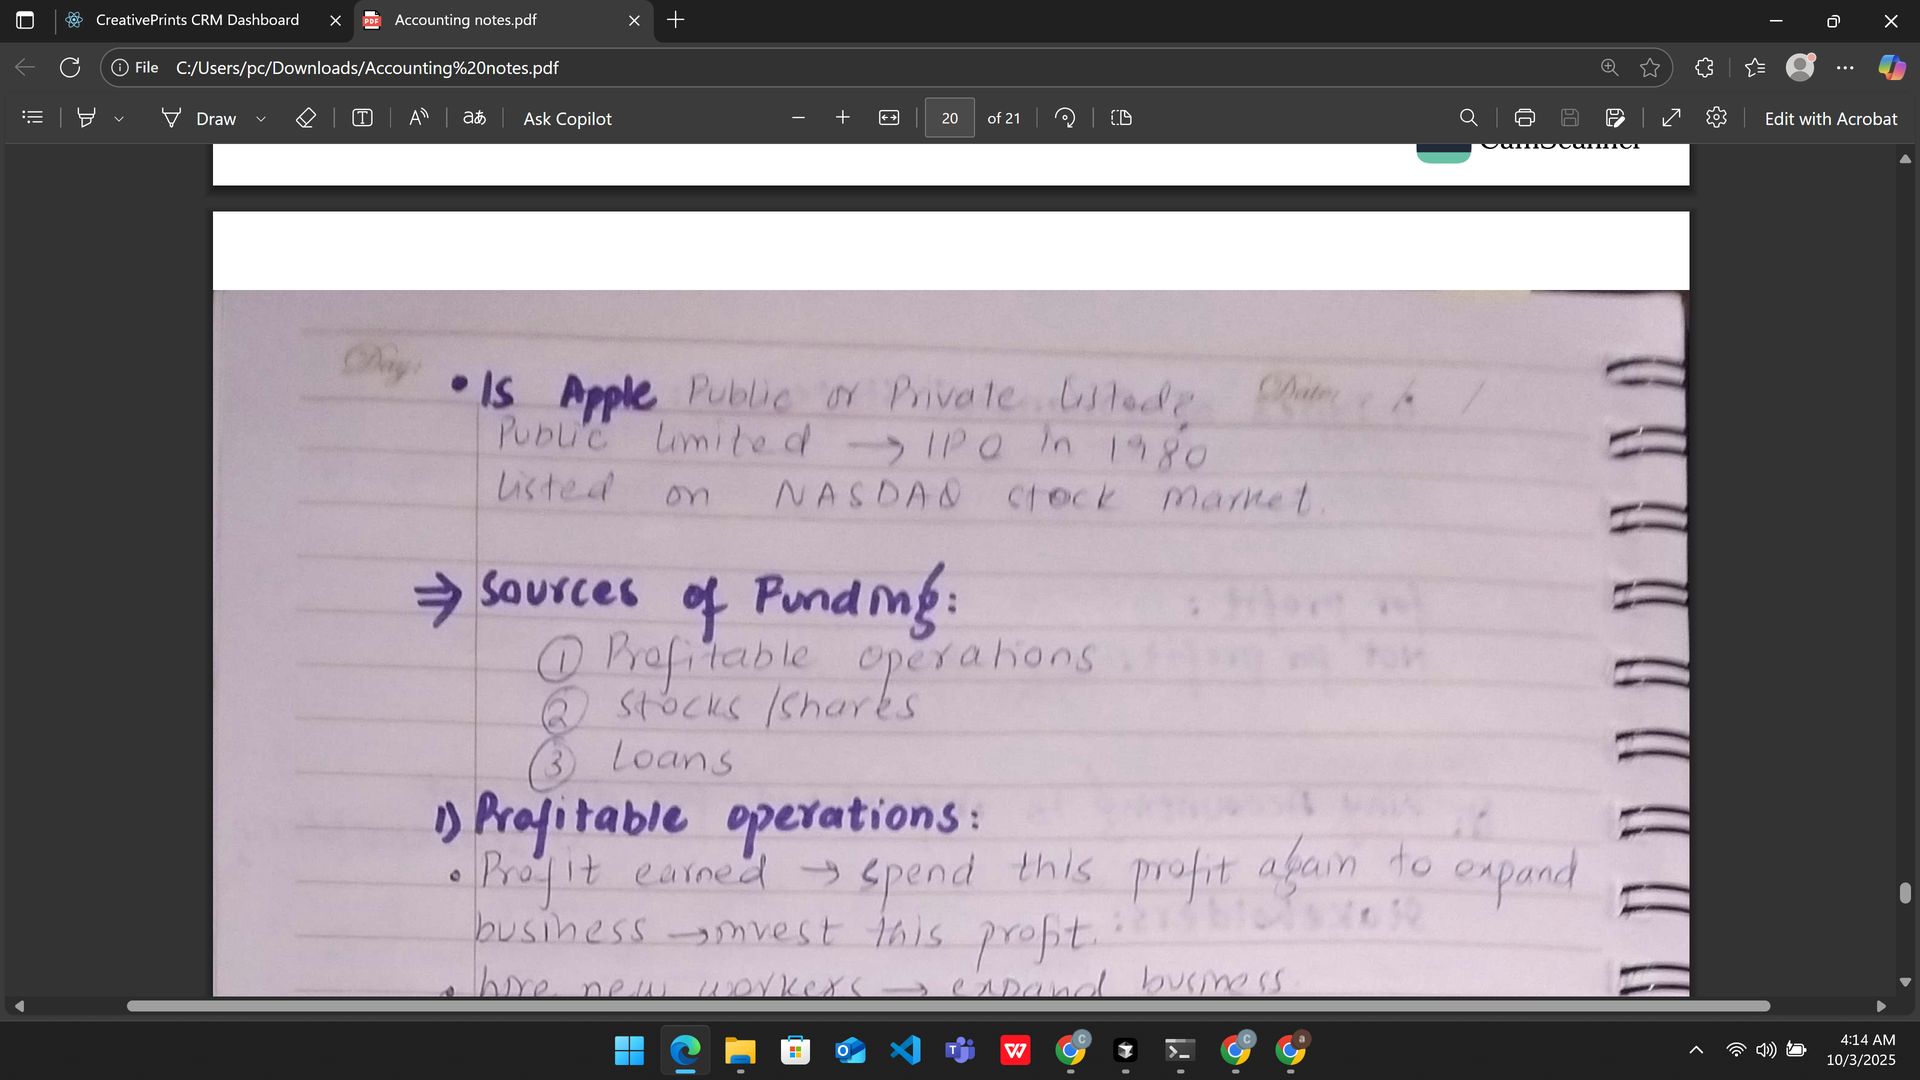 CreativePrints CRM Dashboard
Accounting notes.pdf
File C:/Users/pc/Downloads/Accounting%20notes.pdf
Draw
aあ
Ask Copilot
20 of 21
Edit with Acrobat
CamScanner
Day:
• Is Apple Public or Private listed?
Date: / /
Public limited → IPO in 1980
Listed on NASDAQ stock market.
⇒ Sources of Funding:
① Profitable operations
② Stocks /shares
③ Loans
1) Profitable operations:
• Profit earned → spend this profit again to expand
business → invest this profit.
• hire new workers → expand business
4:14 AM
10/3/2025